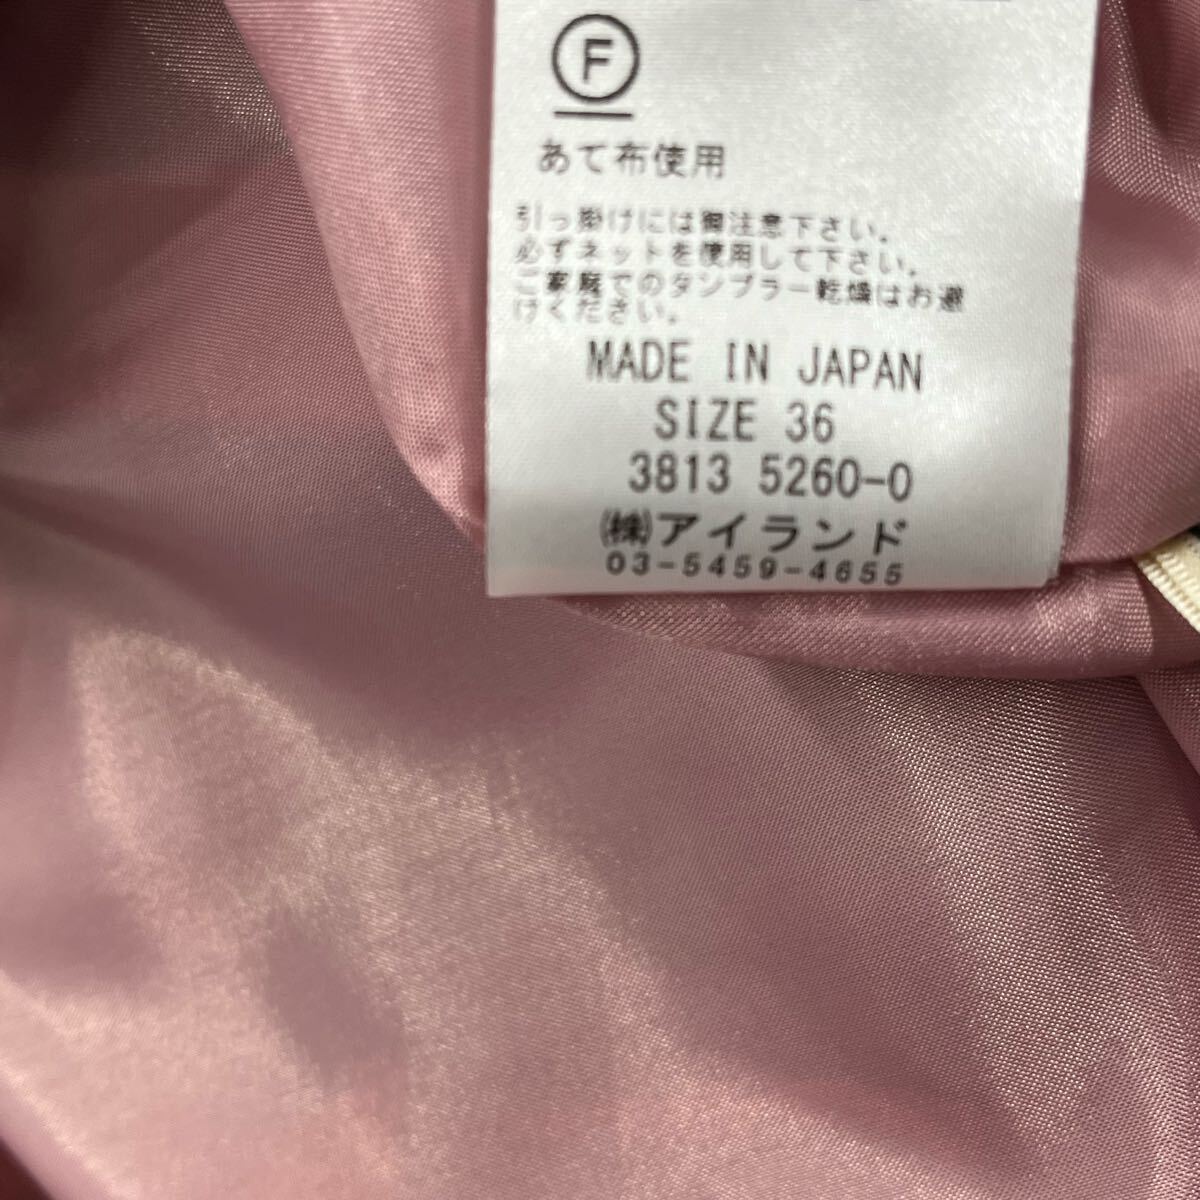 F
あて布使用
引っ掛けには御注意下さい。
必ずネットを使用して下さい。
ご家庭でのタンブラー乾燥はお避
けください。
MADE IN JAPAN
SIZE 36
3813 5260-0
㈱アイランド
03-5459-4655